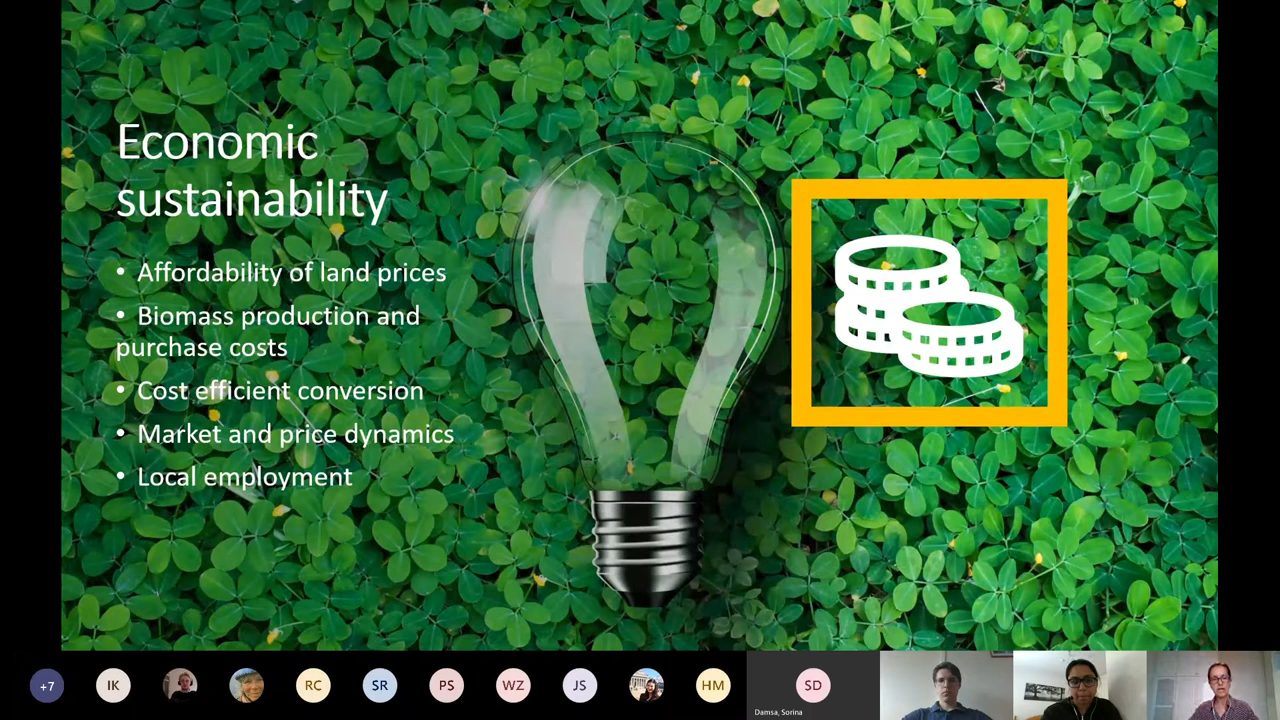 Economic
sustainability
• Affordability of land prices
• Biomass production and
purchase costs
• Cost efficient conversion
• Market and price dynamics
• Local employment
+7
IK
RC
SR
PS
WZ
JS
HM
SD
Damsa, Sorina